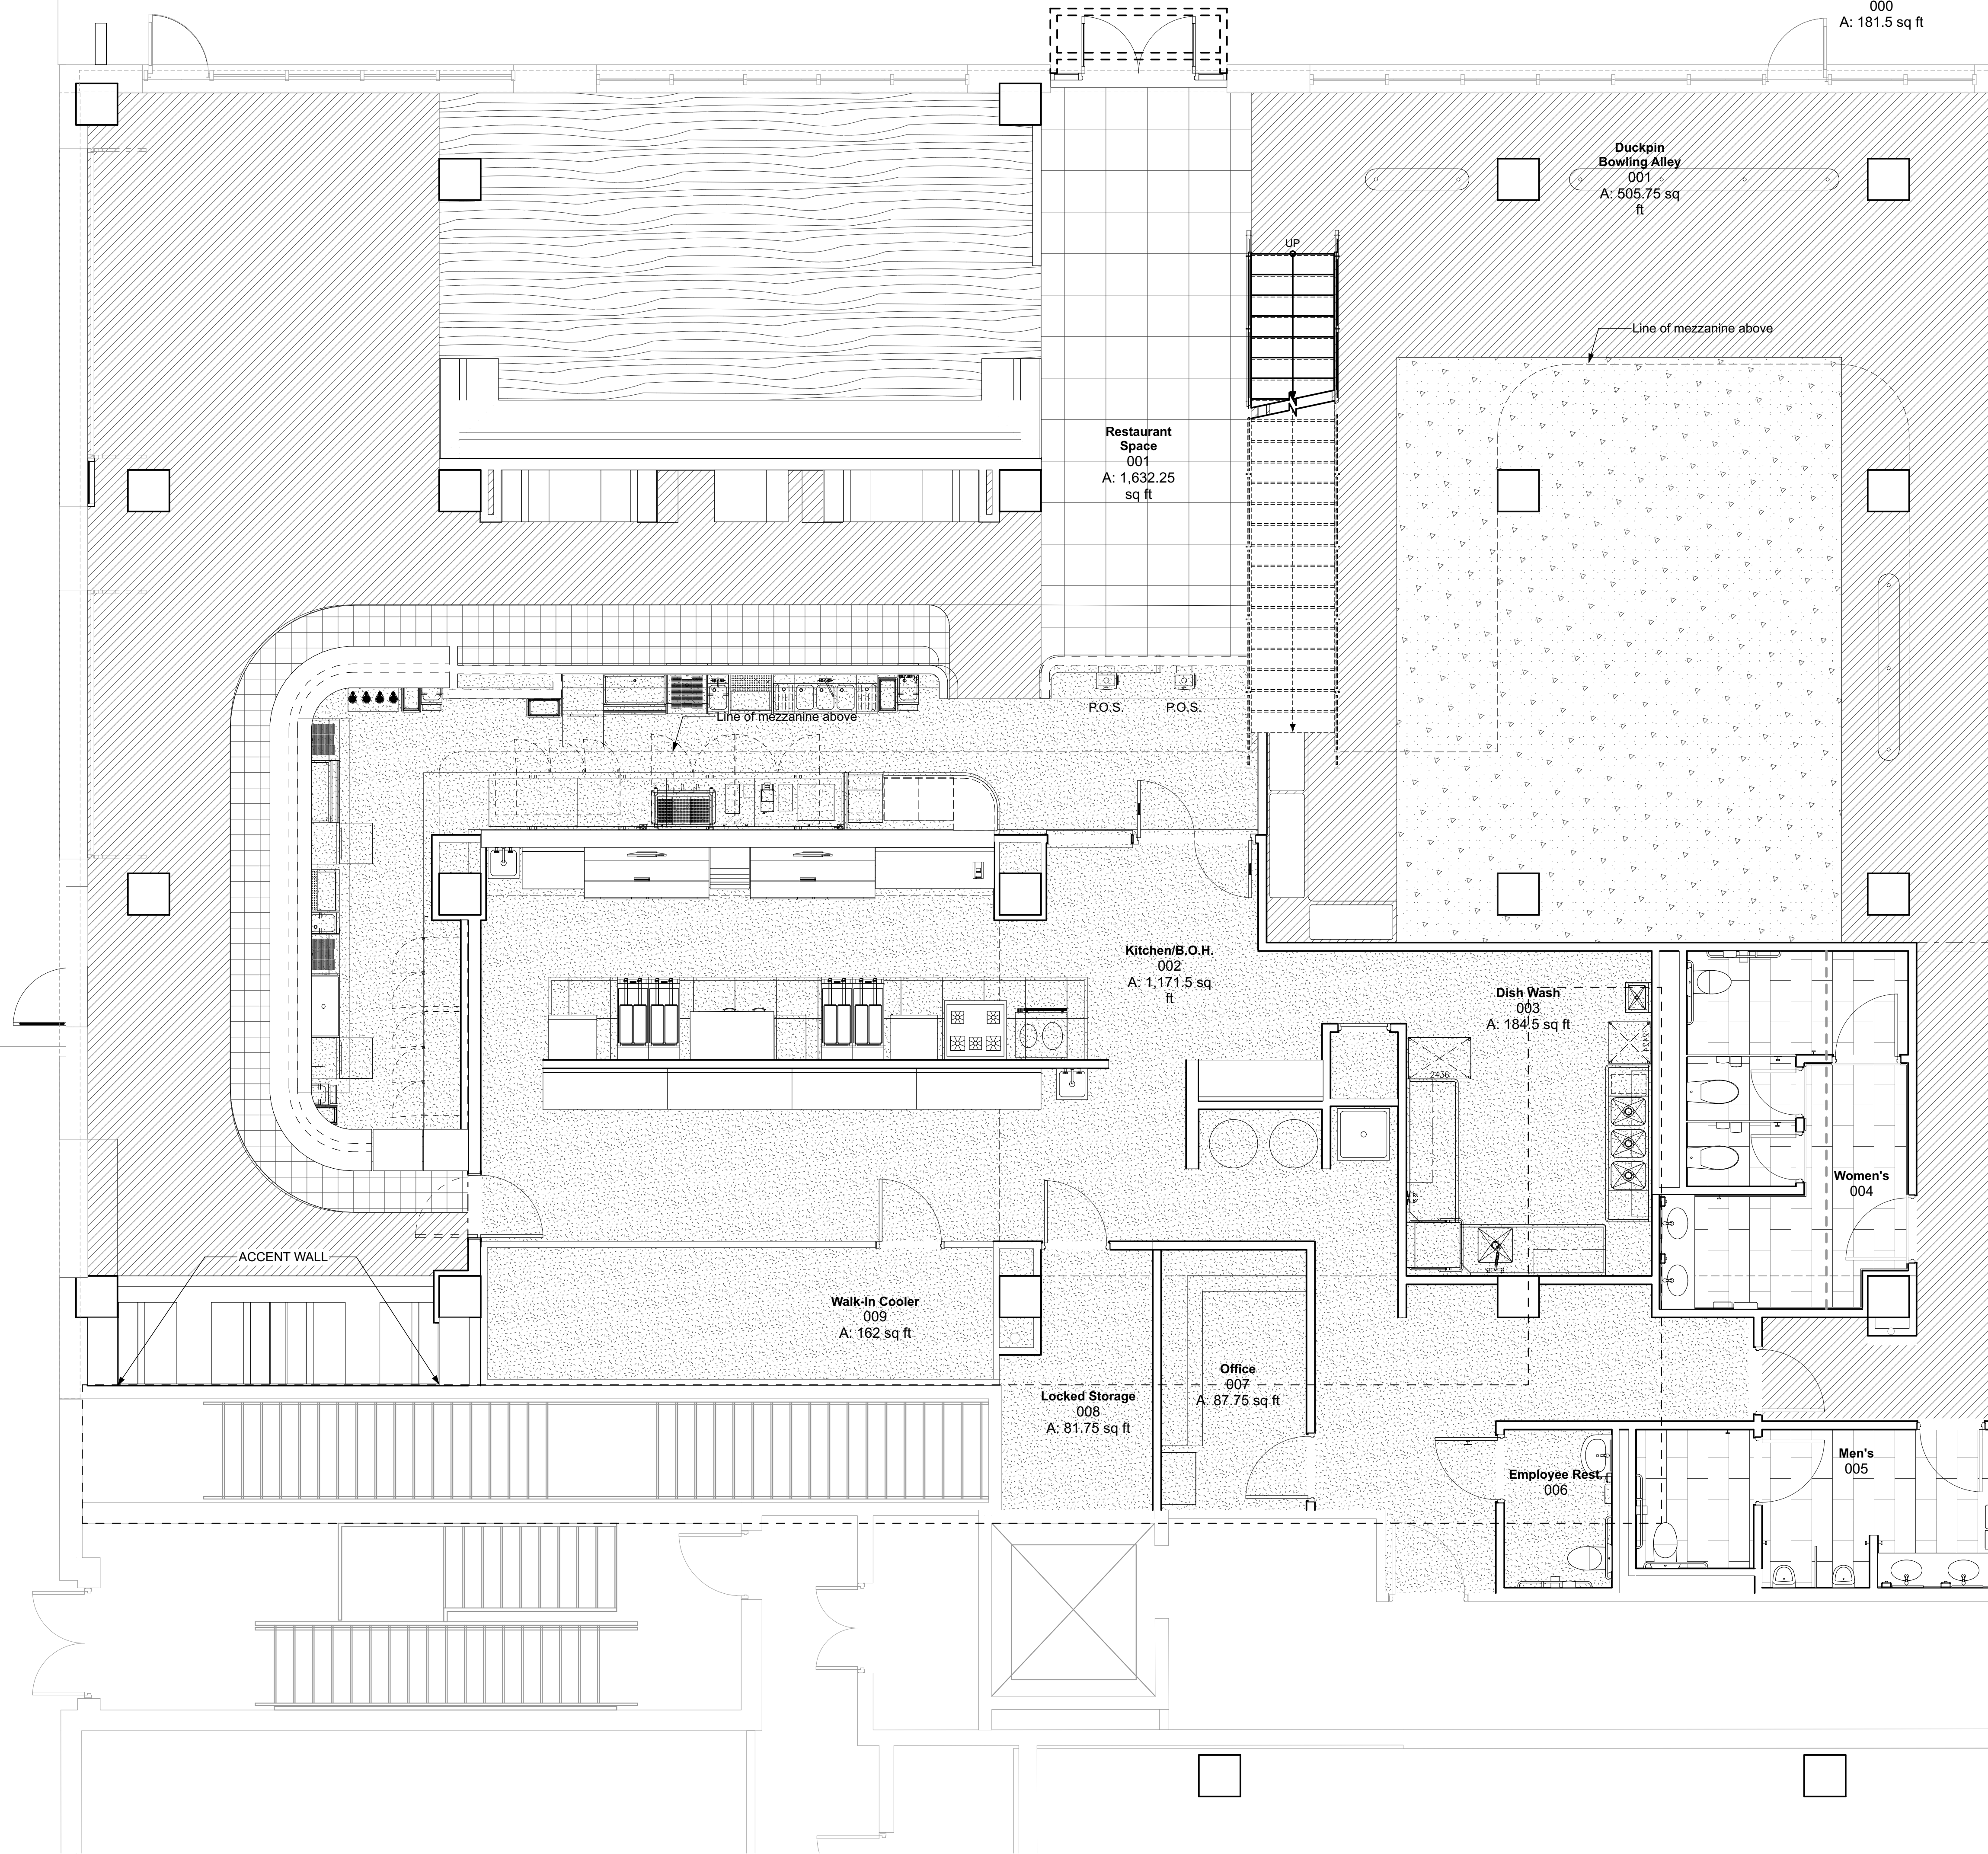 000
A: 181.5 sq ft
Duckpin
Bowling Alley
001
A: 505.75 sq
ft
UP
Line of mezzanine above
Restaurant
Space
001
A: 1,632.25
sq ft
P.O.S.
P.O.S.
Line of mezzanine above
Kitchen/B.O.H.
002
A: 1,171.5 sq
ft
Dish Wash
003
A: 184.5 sq ft
2424
2436
Women's
004
ACCENT WALL
Walk-In Cooler
009
A: 162 sq ft
Office
007
A: 87.75 sq ft
Locked Storage
008
A: 81.75 sq ft
Men's
005
Employee Rest.
006